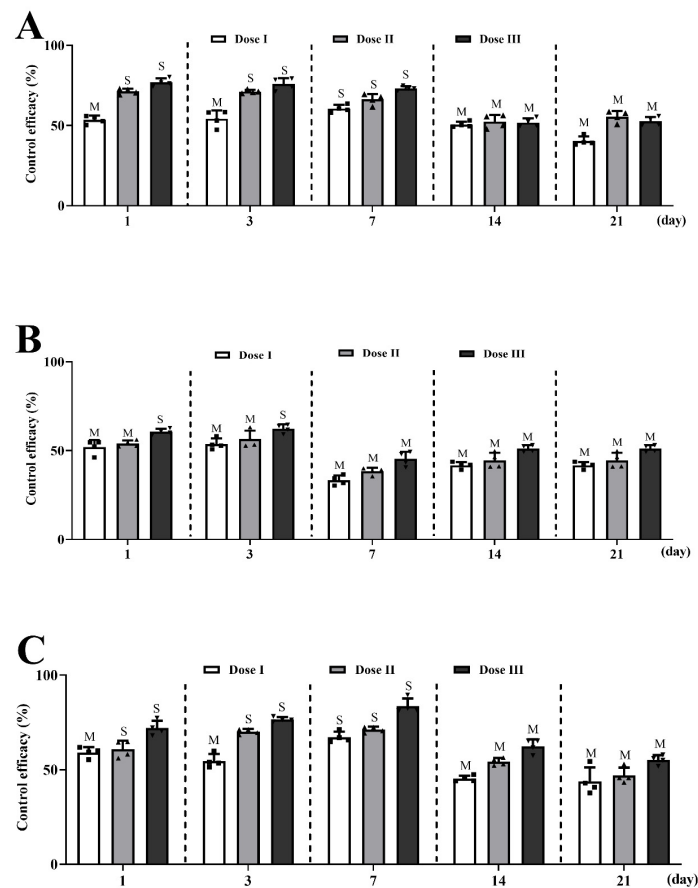 A
Dose I Dose II Dose III
Control efficacy (%)
100
50
0
M S S M S S S S S M M M M M M
1 3 7 14 21 (day)
B
Dose I Dose II Dose III
Control efficacy (%)
100
50
0
M M S M M S M M M M M M M M M
1 3 7 14 21 (day)
C
Dose I Dose II Dose III
Control efficacy (%)
100
50
0
M S S M S S S S S M M M M M M
1 3 7 14 21 (day)